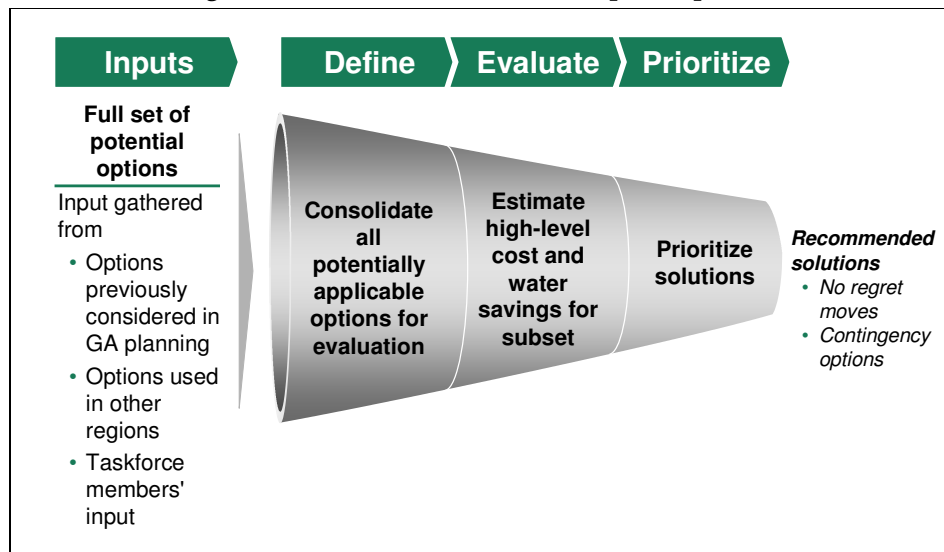 Inputs
Define
Evaluate
Prioritize
Full set of
potential
options
Input gathered
from
• Options
previously
considered in
GA planning
• Options used
in other
regions
• Taskforce
members'
input
Consolidate
all
potentially
applicable
options for
evaluation
Estimate
high-level
cost and
water
savings for
subset
Prioritize
solutions
Recommended
solutions
• No regret
moves
• Contingency
options